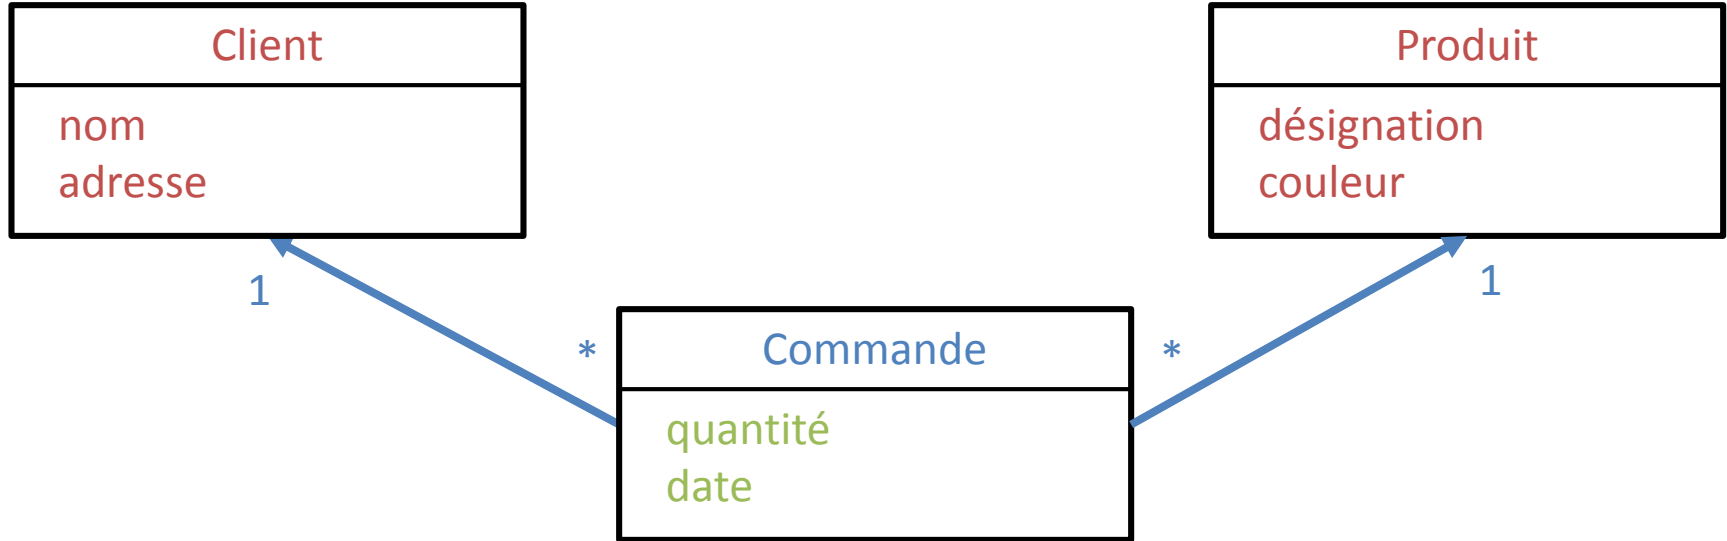 Client
nom
adresse
Produit
désignation
couleur
1
1
*
Commande
*
quantité
date